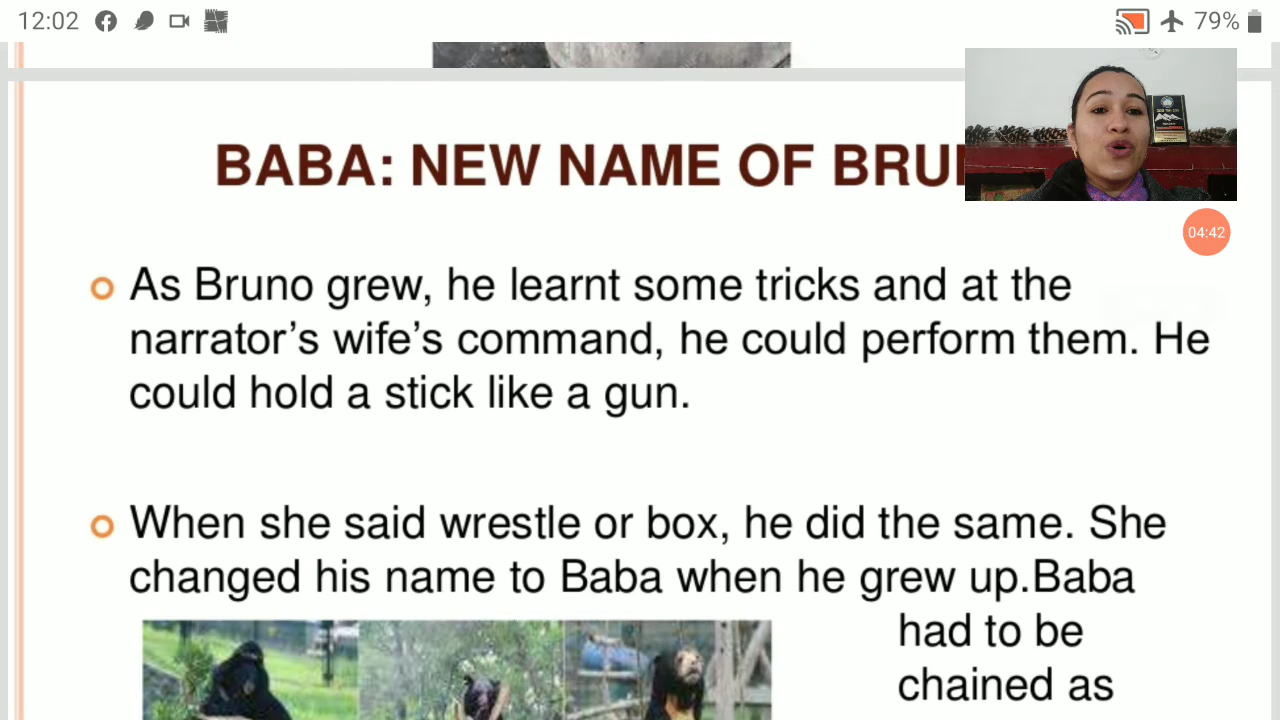 12:02
79%
BABA: NEW NAME OF
04:42
As Bruno grew, he learnt some tricks and at the
narrator's wife's command, he could perform them. He
could hold a stick like a gun.
When she said wrestle or box, he did the same. She
changed his name to Baba when he grew up.Baba
had to be
chained as